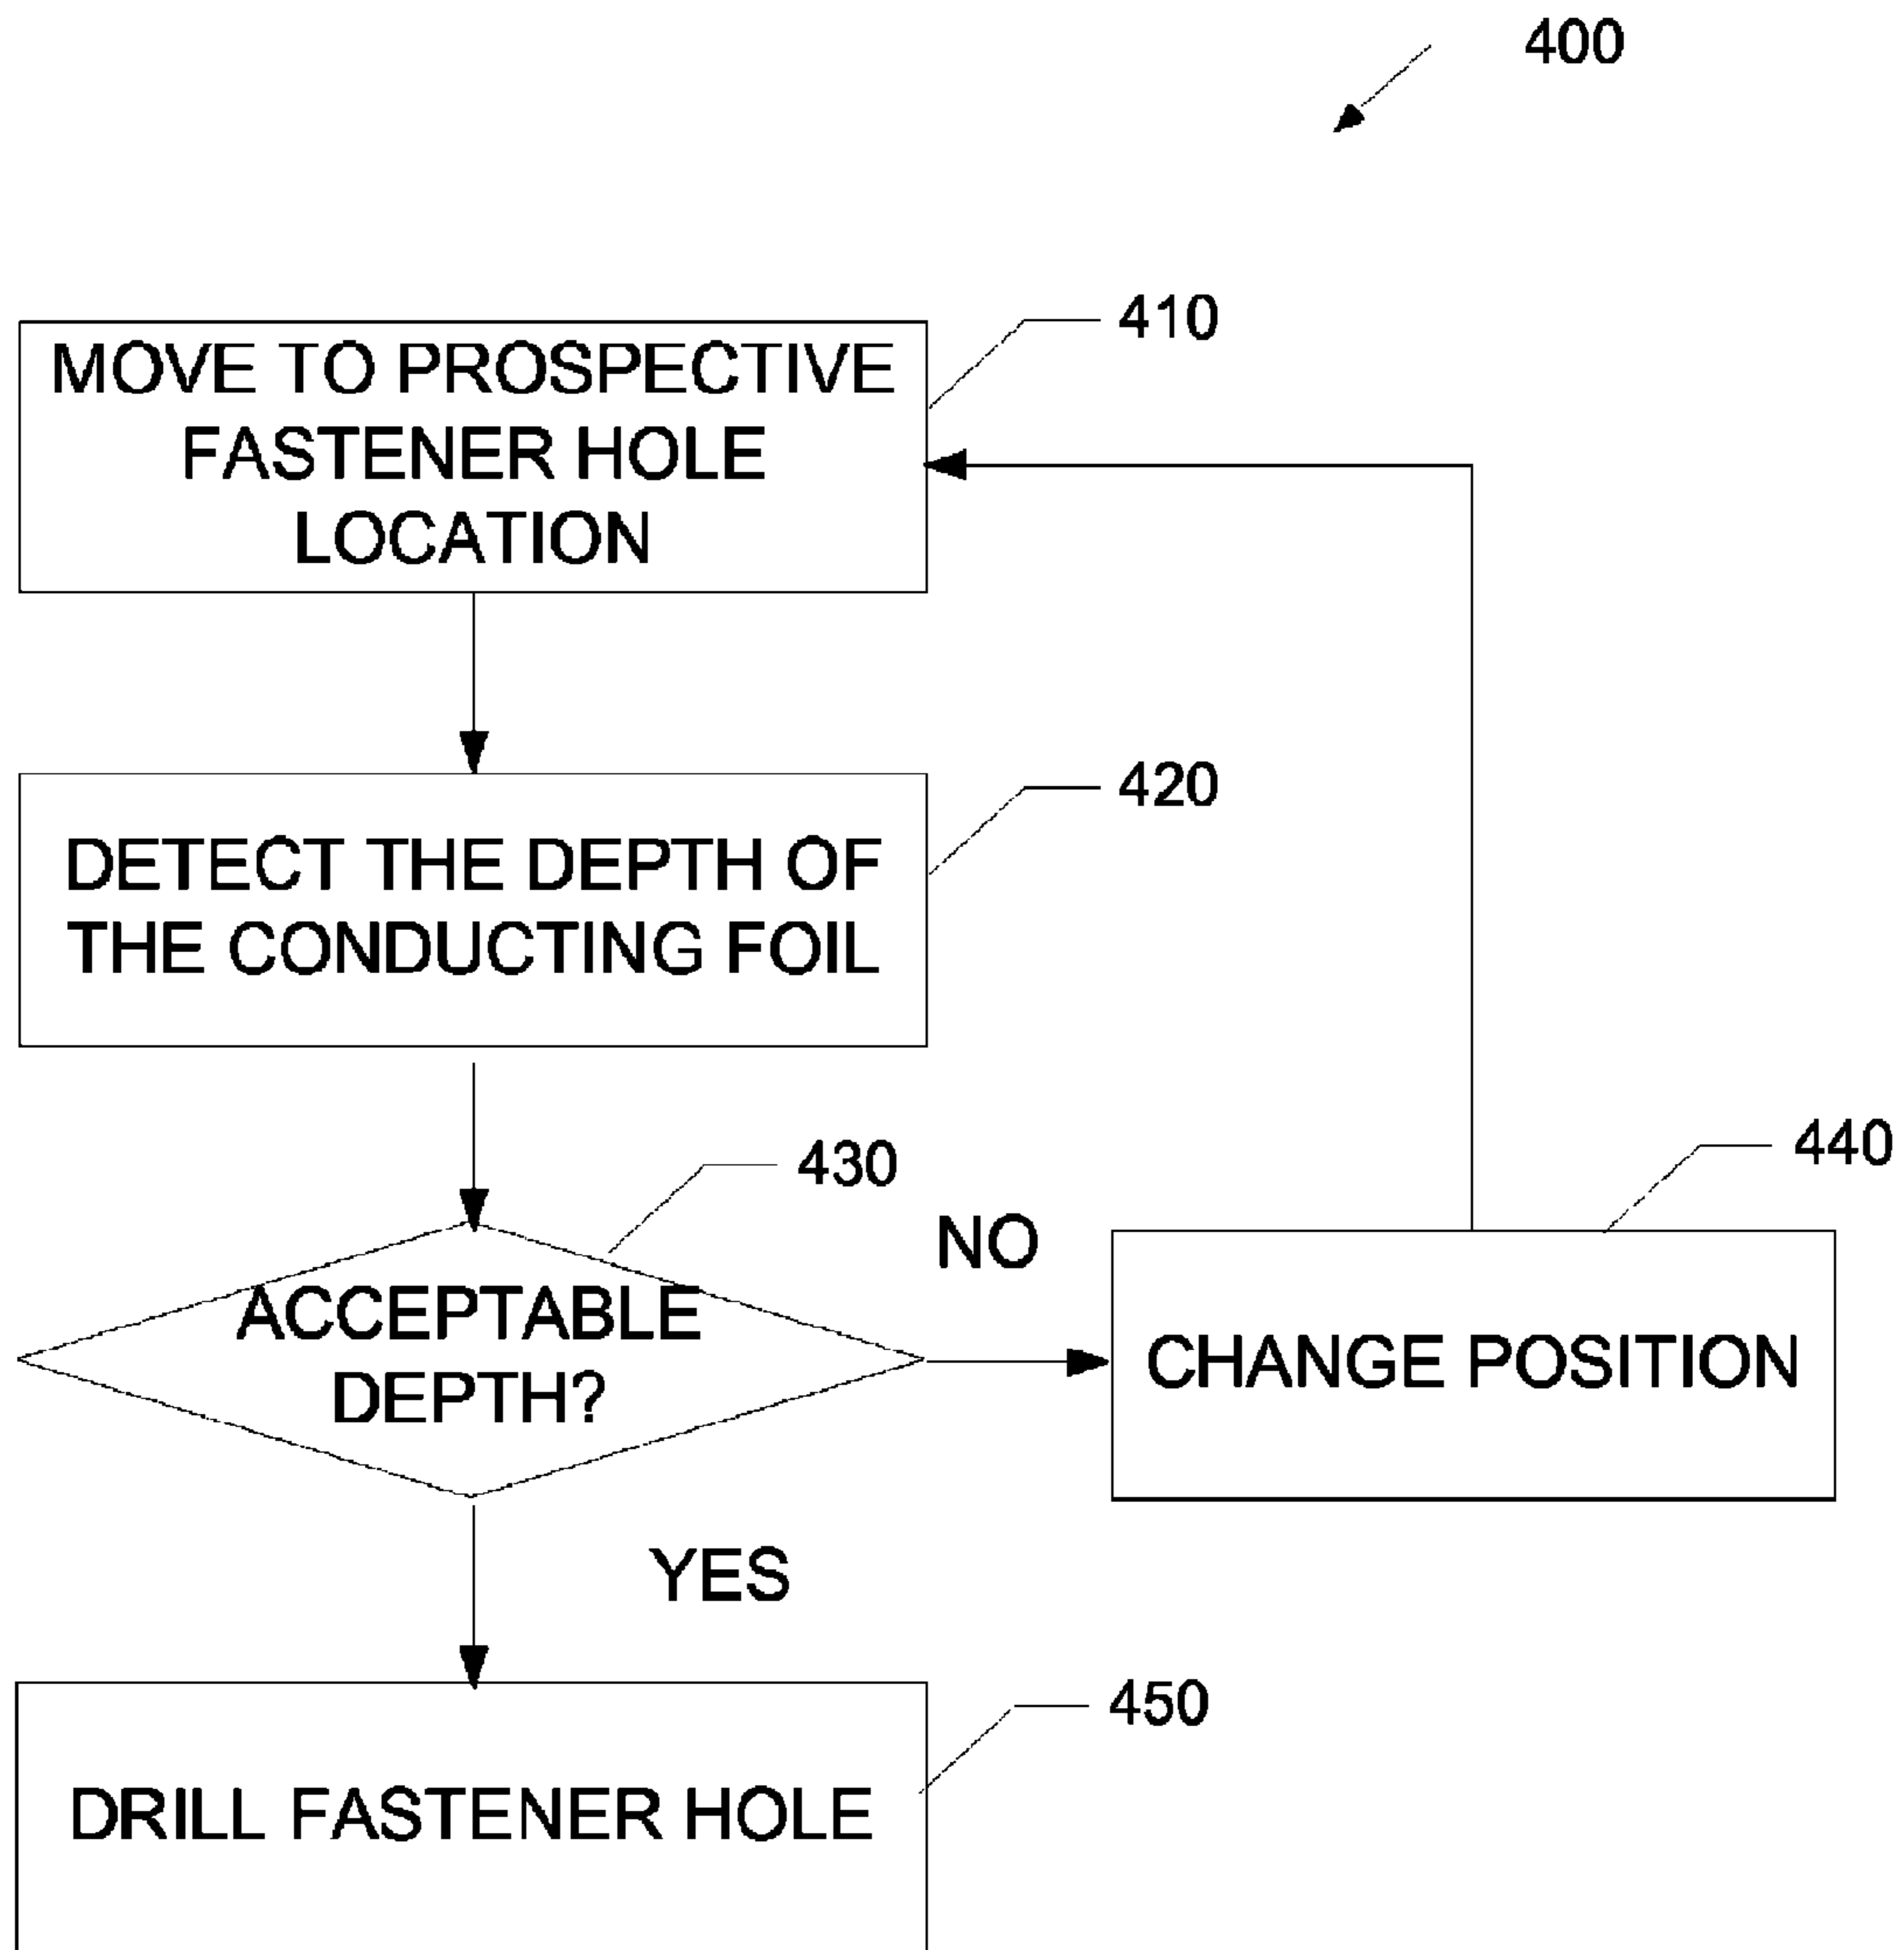 400
410
MOVE TO PROSPECTIVE
FASTENER HOLE
LOCATION
420
DETECT THE DEPTH OF
THE CONDUCTING FOIL
430
440
NO
ACCEPTABLE
DEPTH?
CHANGE POSITION
YES
450
DRILL FASTENER HOLE